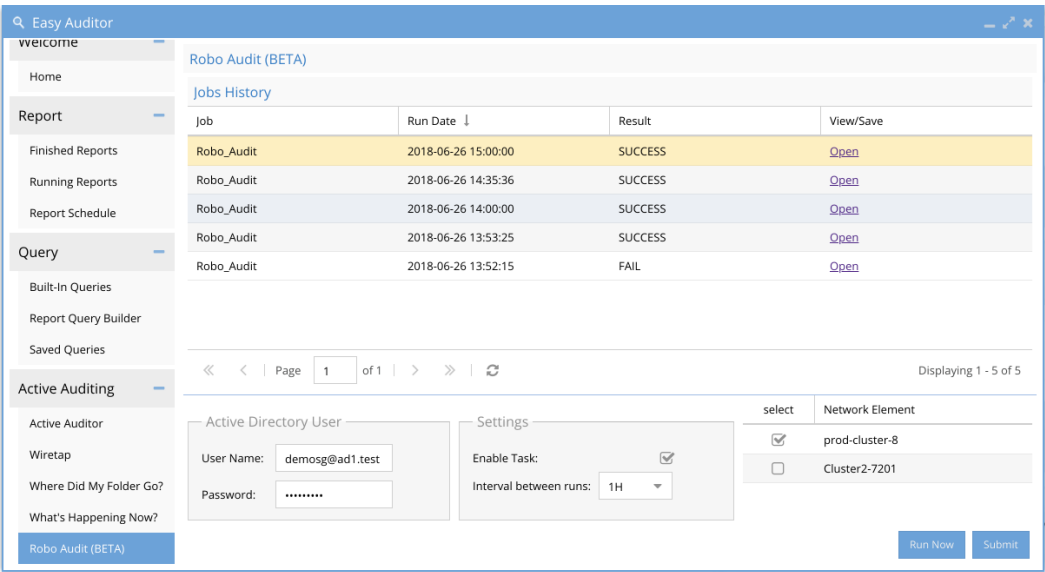 Easy Auditor
Welcome
Home
Report
Finished Reports
Running Reports
Report Schedule
Query
Built-In Queries
Report Query Builder
Saved Queries
Active Auditing
Active Auditor
Wiretap
Where Did My Folder Go?
What's Happening Now?
Robo Audit (BETA)
Robo Audit (BETA)
Jobs History
Job Run Date Result View/Save
Robo_Audit 2018-06-26 15:00:00 SUCCESS Open
Robo_Audit 2018-06-26 14:35:36 SUCCESS Open
Robo_Audit 2018-06-26 14:00:00 SUCCESS Open
Robo_Audit 2018-06-26 13:53:25 SUCCESS Open
Robo_Audit 2018-06-26 13:52:15 FAIL Open
Page 1 of 1 Displaying 1 - 5 of 5
Active Directory User
User Name: demosg@ad1.test
Password: •••••••••
Settings
Enable Task:
Interval between runs: 1H
select Network Element
prod-cluster-8
Cluster2-7201
Run Now Submit